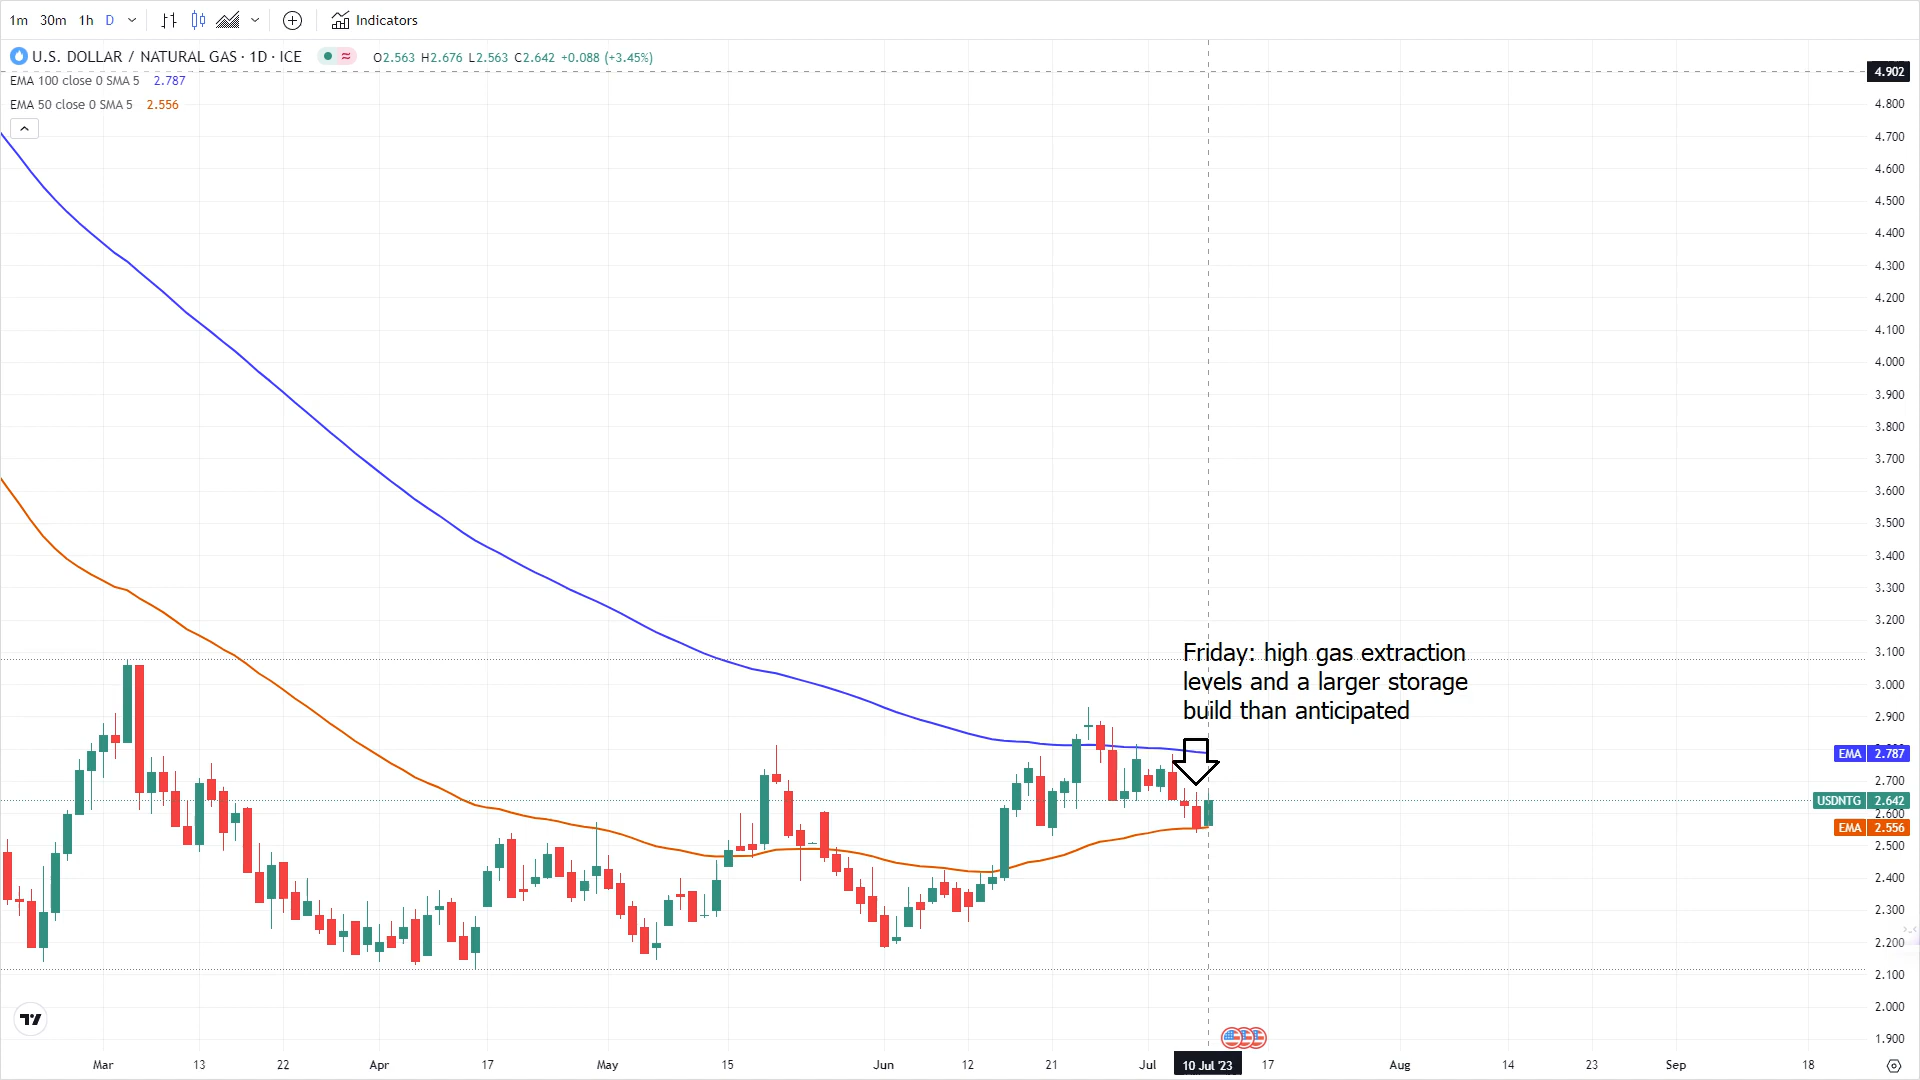 1m 30m 1h D Indicators
U.S. DOLLAR / NATURAL GAS · 1D · ICE O2.563 H2.676 L2.563 C2.642 +0.088 (+3.45%)
EMA 100 close 0 SMA 5 2.787
EMA 50 close 0 SMA 5 2.556
4.902
4.800
4.700
4.600
4.500
4.400
4.300
4.200
4.100
4.000
3.900
3.800
3.700
3.600
3.500
3.400
3.300
3.200
3.100
3.000
2.900
EMA 2.787
2.700
USDNTG 2.642
2.600
EMA 2.556
2.500
2.400
2.300
2.200
2.100
2.000
1.900
Friday: high gas extraction
levels and a larger storage
build than anticipated
Mar 13 22 Apr 17 May 15 Jun 12 21 Jul 10 Jul '23 17 Aug 14 23 Sep 18